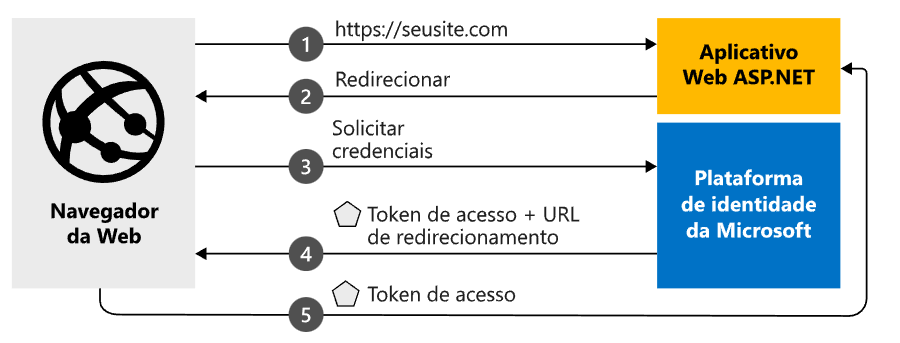 Navegador
da Web
1
https://seusite.com
2
Redirecionar
3
Solicitar
credenciais
4
Token de acesso + URL
de redirecionamento
5
Token de acesso
Aplicativo
Web ASP.NET
Plataforma
de identidade
da Microsoft